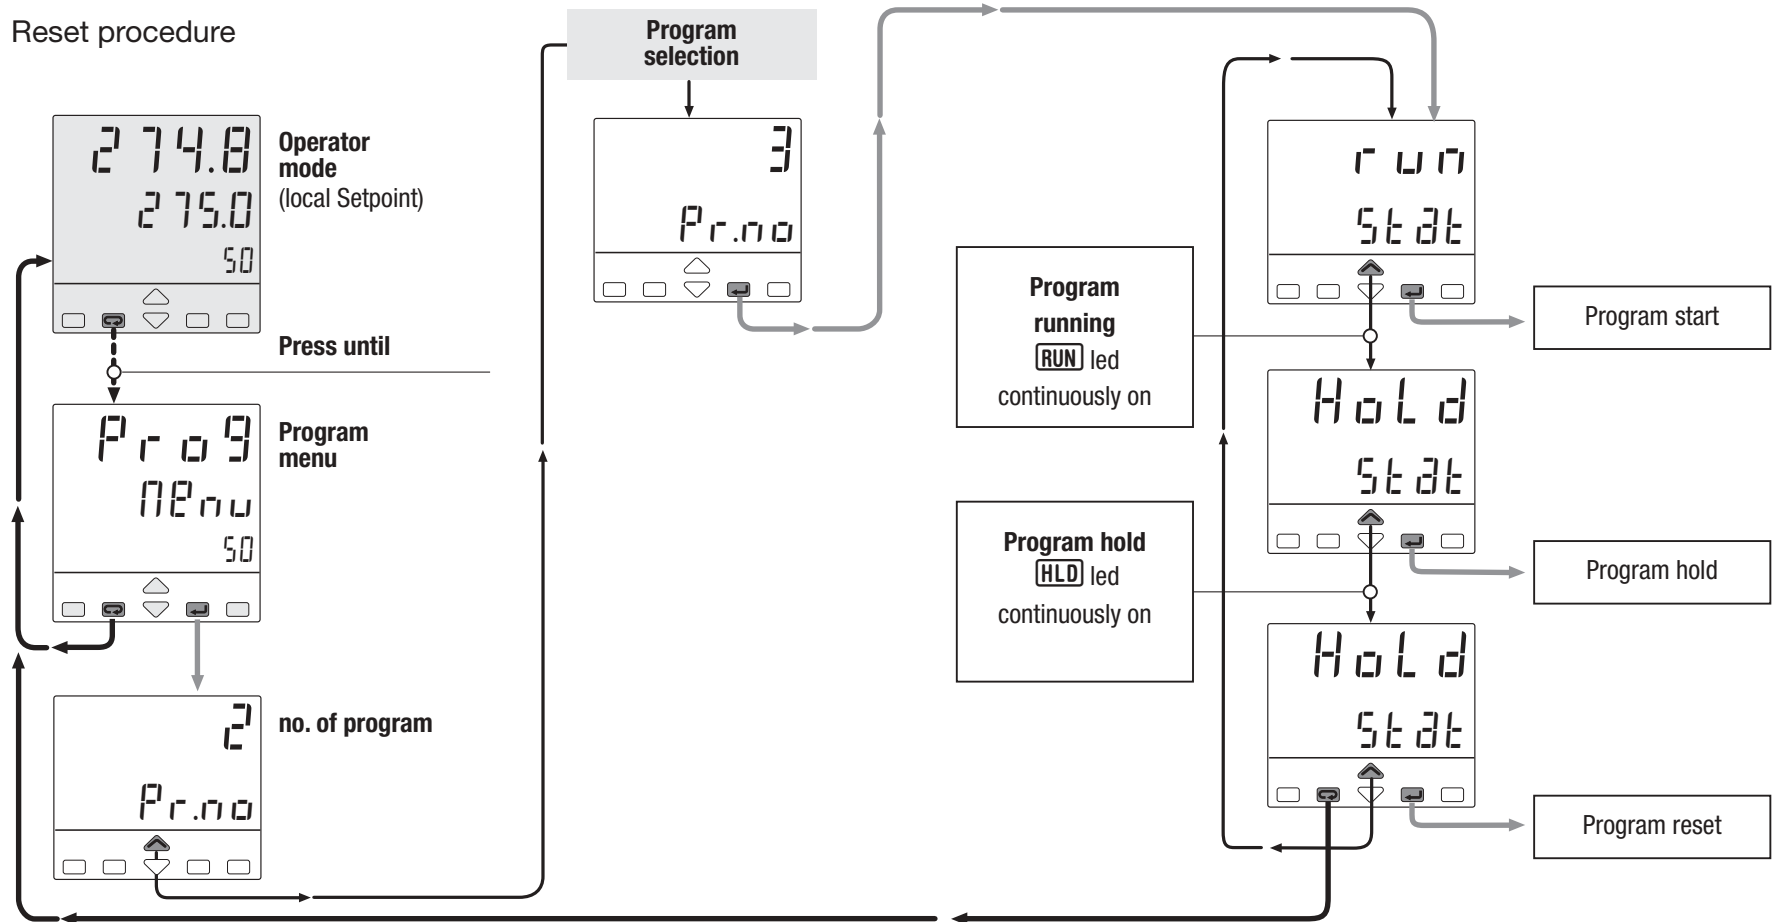 Reset procedure
274.8
275.0
50
Operator
mode
(local Setpoint)
Press until
Prog
MEnu
50
Program
menu
2
Pr.no
no. of program
Program
selection
3
Pr.no
Program
running
RUN led
continuously on
Program hold
HLD led
continuously on
run
Stat
Program start
HoLd
Stat
Program hold
HoLd
Stat
Program reset